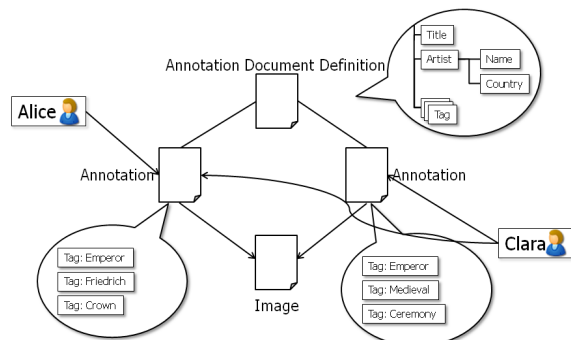 Title
Annotation Document Definition
Artist
Name
Country
Tag
Alice
Annotation
Annotation
Clara
Tag: Emperor
Tag: Friedrich
Tag: Crown
Image
Tag: Emperor
Tag: Medieval
Tag: Ceremony